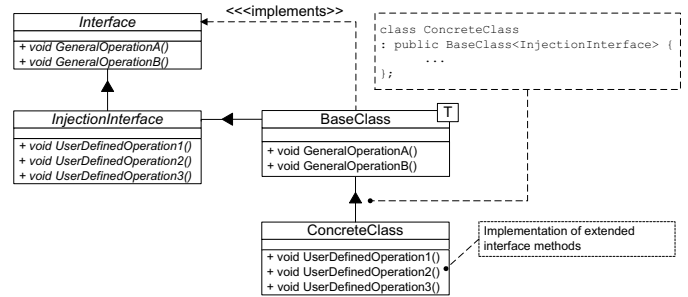 Interface
+ void GeneralOperationA()
+ void GeneralOperationB()
<<<implements>>
class ConcreteClass
: public BaseClass<InjectionInterface> {
...
};
InjectionInterface
+ void UserDefinedOperation1()
+ void UserDefinedOperation2()
+ void UserDefinedOperation3()
BaseClass
T
+ void GeneralOperationA()
+ void GeneralOperationB()
ConcreteClass
+ void UserDefinedOperation1()
+ void UserDefinedOperation2()
+ void UserDefinedOperation3()
Implementation of extended
interface methods